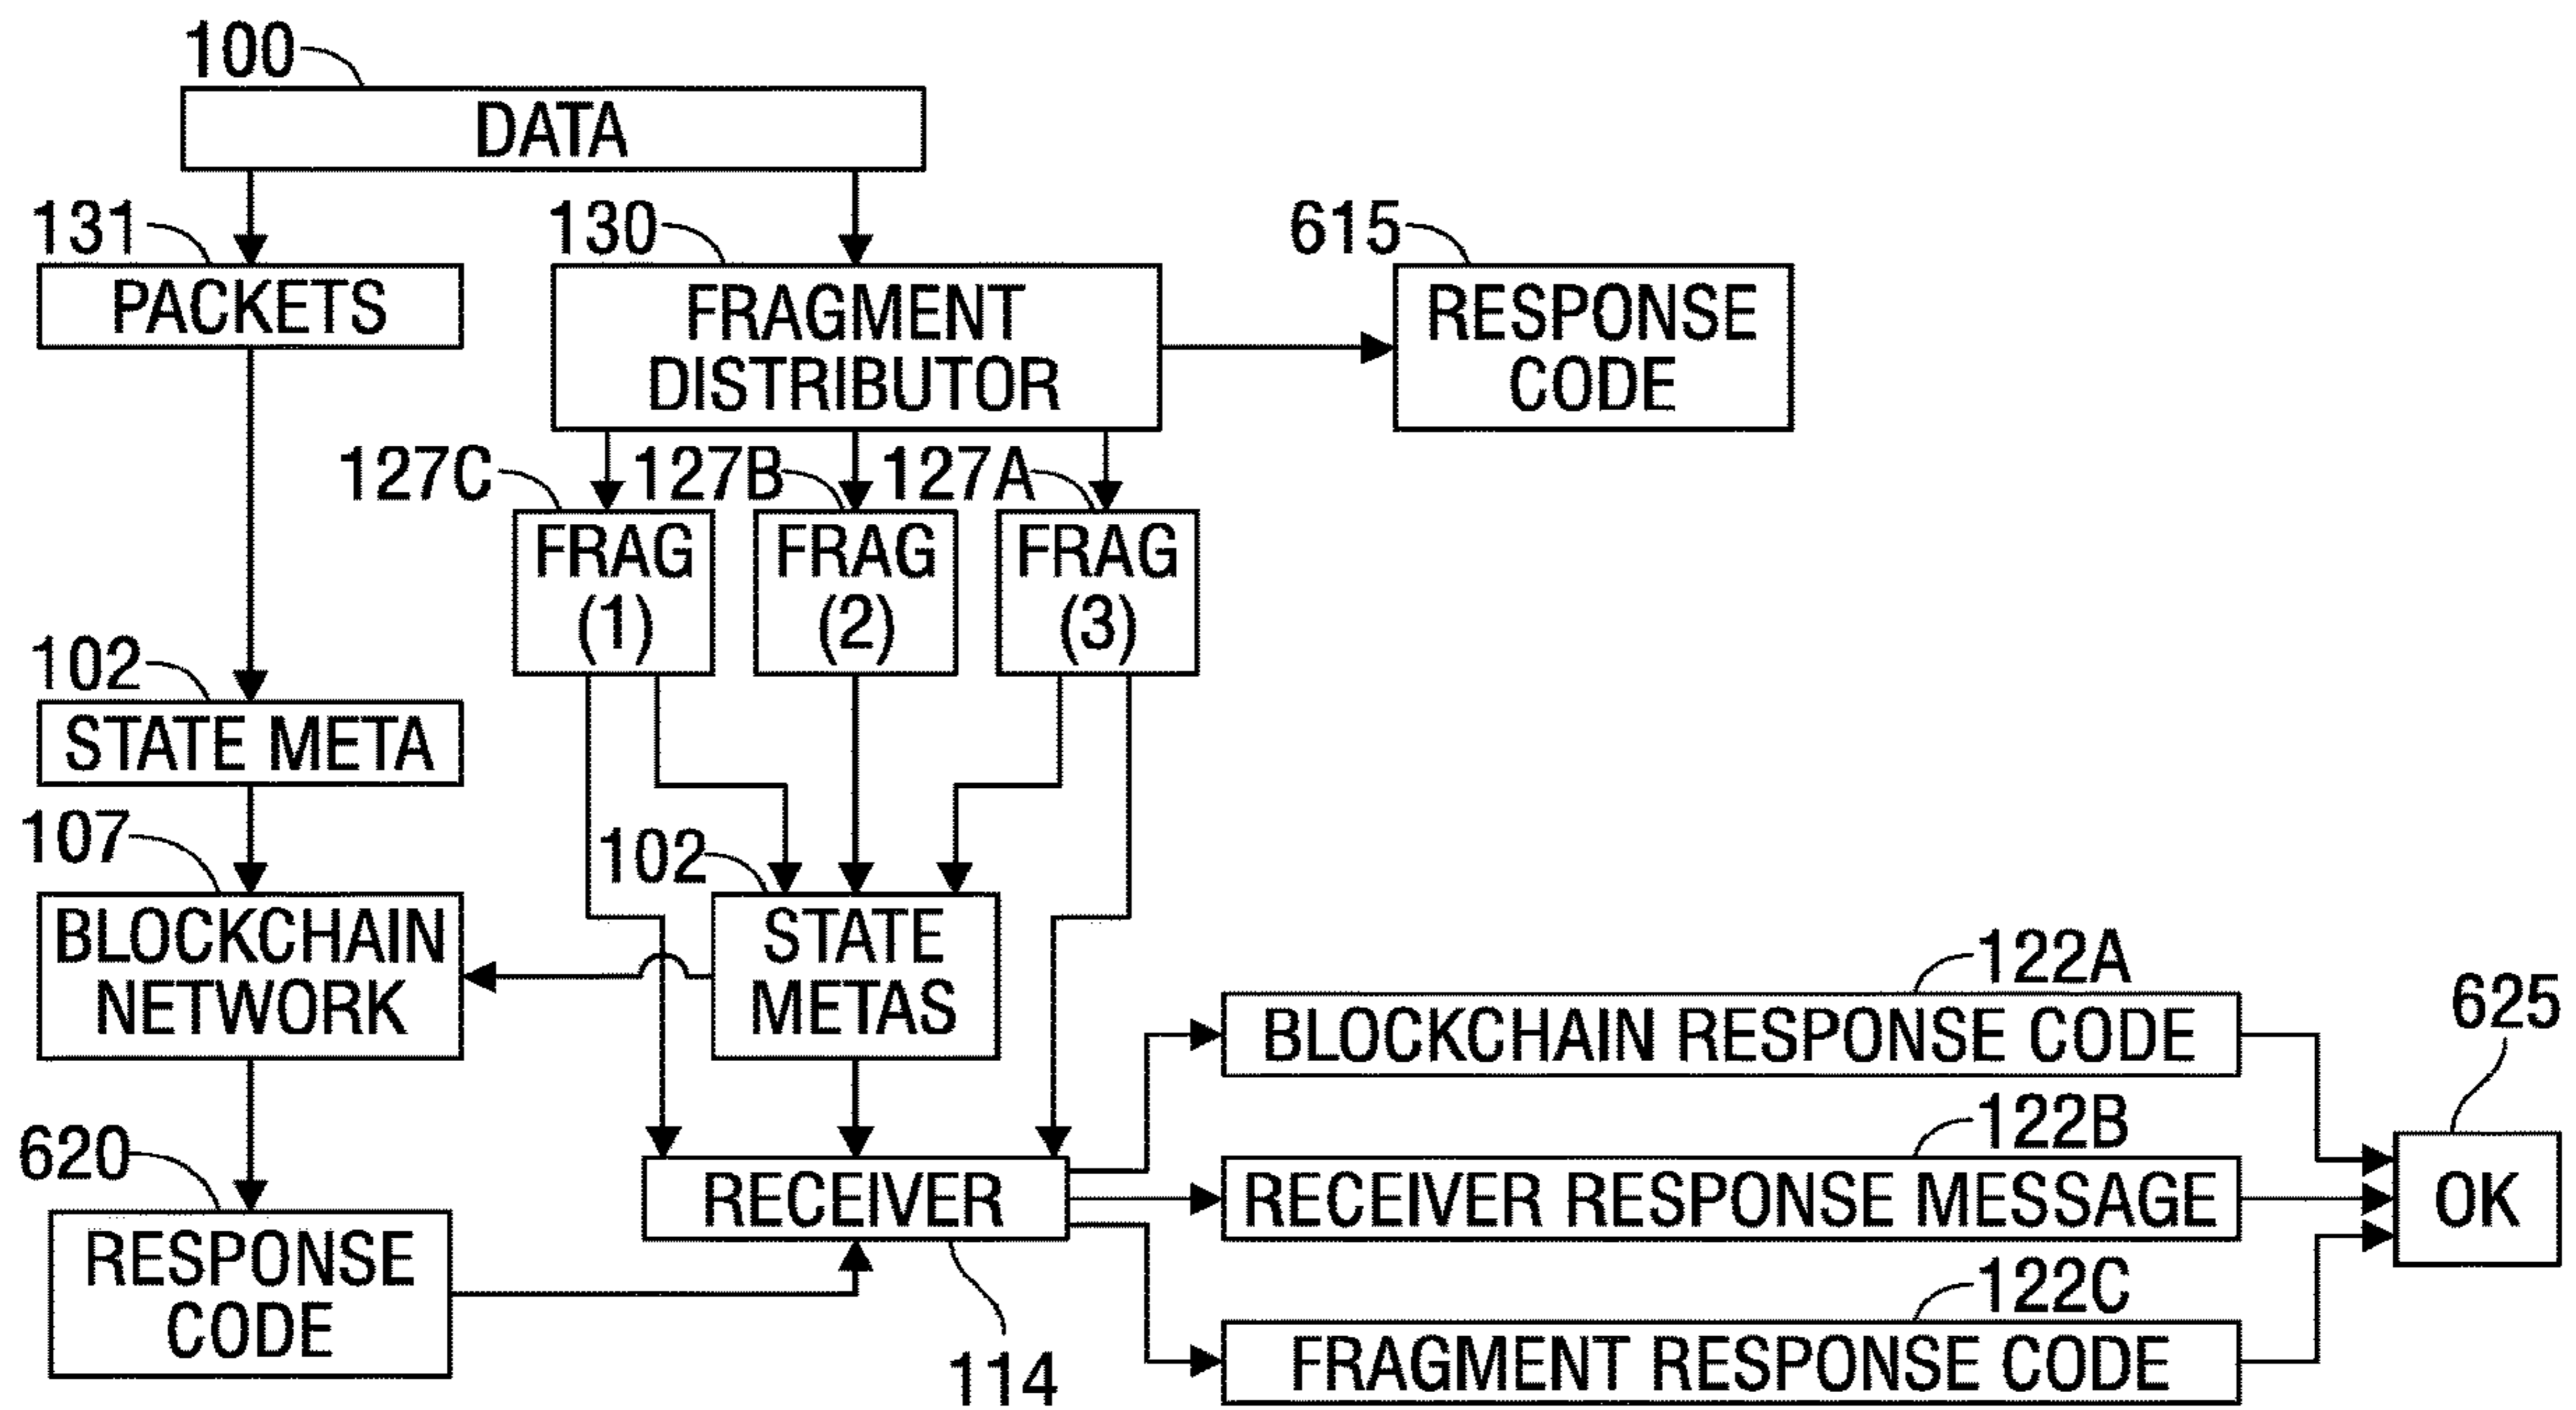 100
DATA
131
130
615
PACKETS
FRAGMENT
DISTRIBUTOR
RESPONSE
CODE
127C
127B
127A
FRAG
(1)
FRAG
(2)
FRAG
(3)
102
STATE META
107
102
BLOCKCHAIN
NETWORK
STATE
METAS
122A
BLOCKCHAIN RESPONSE CODE
625
122B
620
RECEIVER
RECEIVER RESPONSE MESSAGE
OK
RESPONSE
CODE
122C
114
FRAGMENT RESPONSE CODE